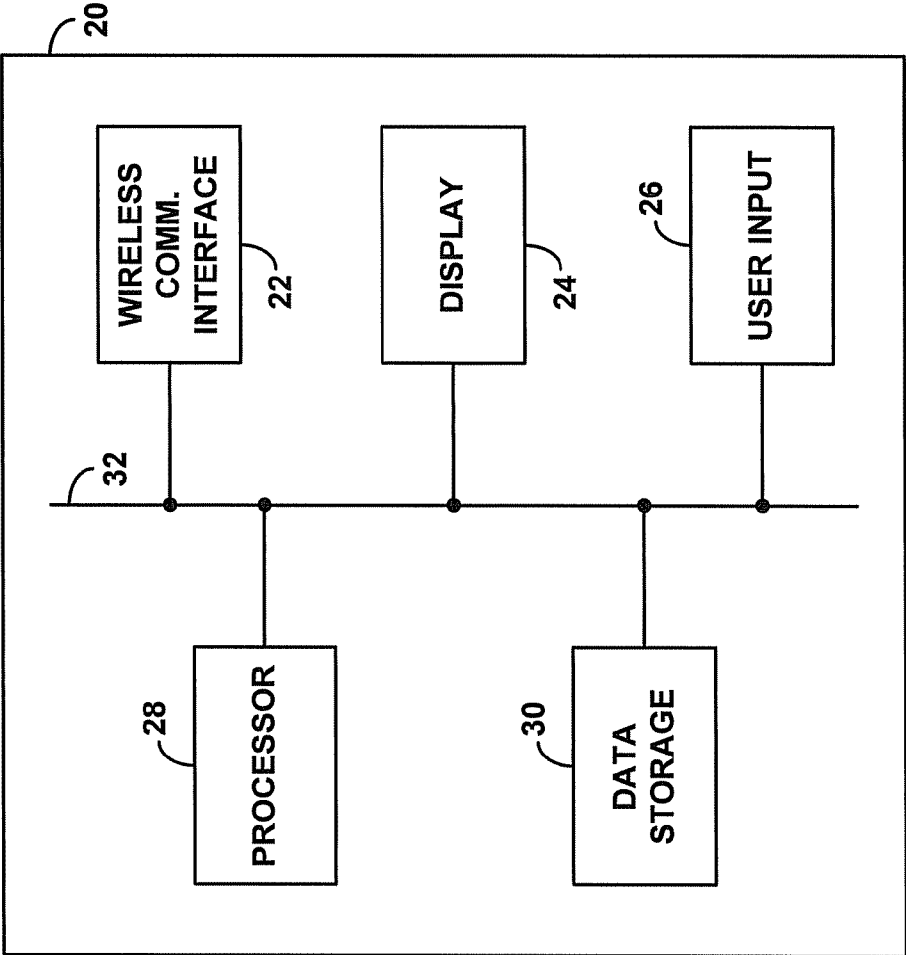 20
32
WIRELESS
COMM.
INTERFACE
22
28
PROCESSOR
DISPLAY
24
30
DATA
STORAGE
26
USER INPUT